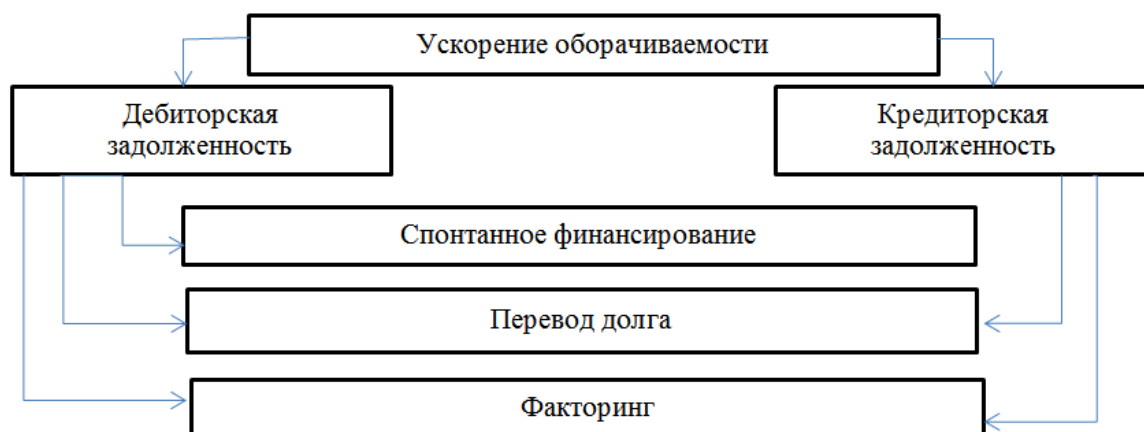 Ускорение оборачиваемости
Дебиторская
задолженность
Кредиторская
задолженность
Спонтанное финансирование
Перевод долга
Факторинг